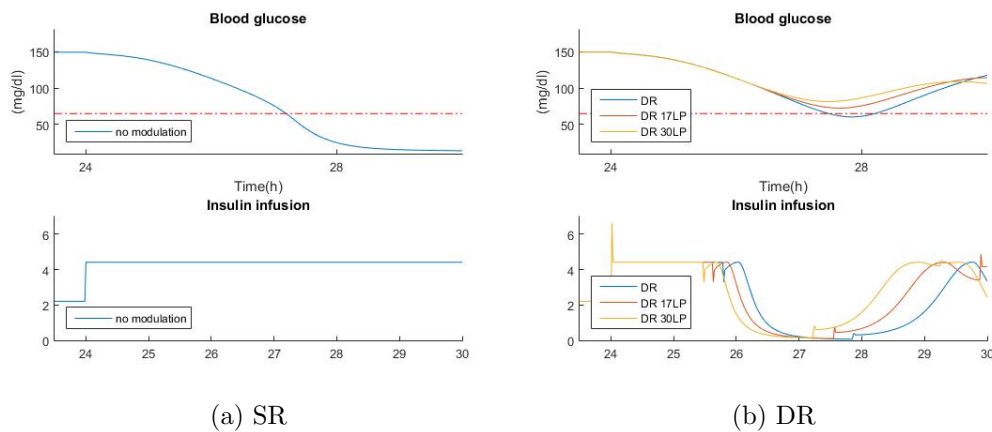 Blood glucose
150
100
50
(mg/dl)
no modulation
24
28
Time(h)
Insulin infusion
6
4
2
0
no modulation
24
25
26
27
28
29
30
(a) SR
Blood glucose
150
100
50
(mg/dl)
DR
DR 17LP
DR 30LP
24
28
Time(h)
Insulin infusion
6
4
2
0
DR
DR 17LP
DR 30LP
24
25
26
27
28
29
30
(b) DR